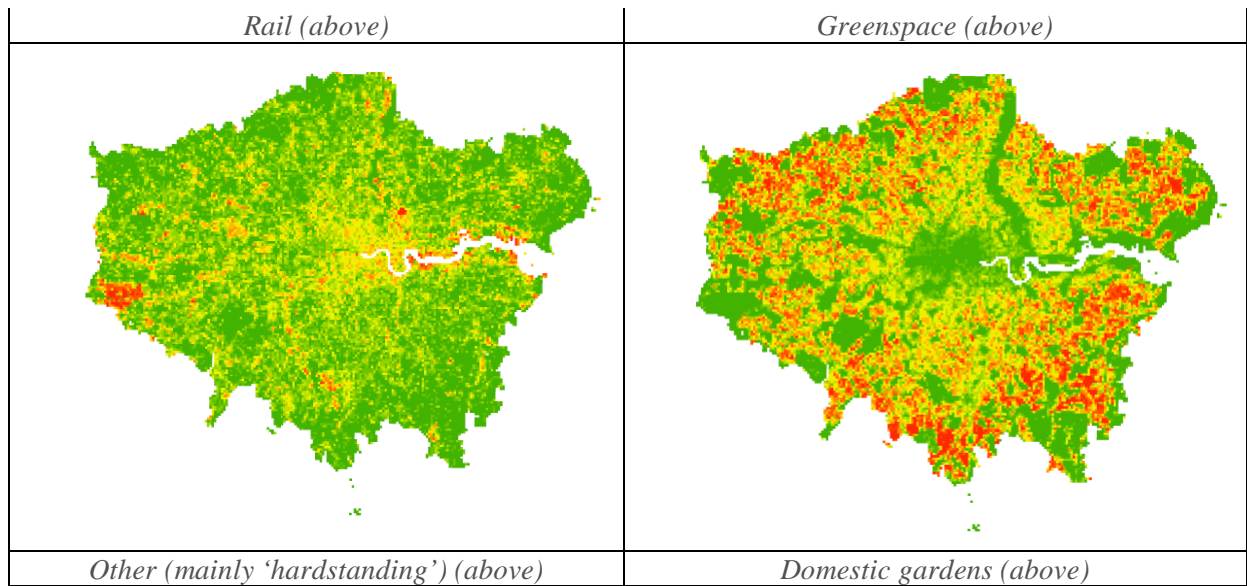 Rail (above)
Greenspace (above)
Other (mainly ‘hardstanding’) (above)
Domestic gardens (above)